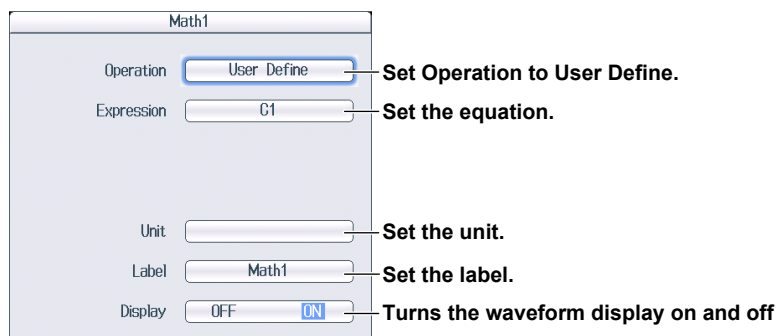 Math1
Operation User Define Set Operation to User Define.
Expression C1 Set the equation.
Unit Set the unit.
Label Math1 Set the label.
Display OFF ON Turns the waveform display on and off